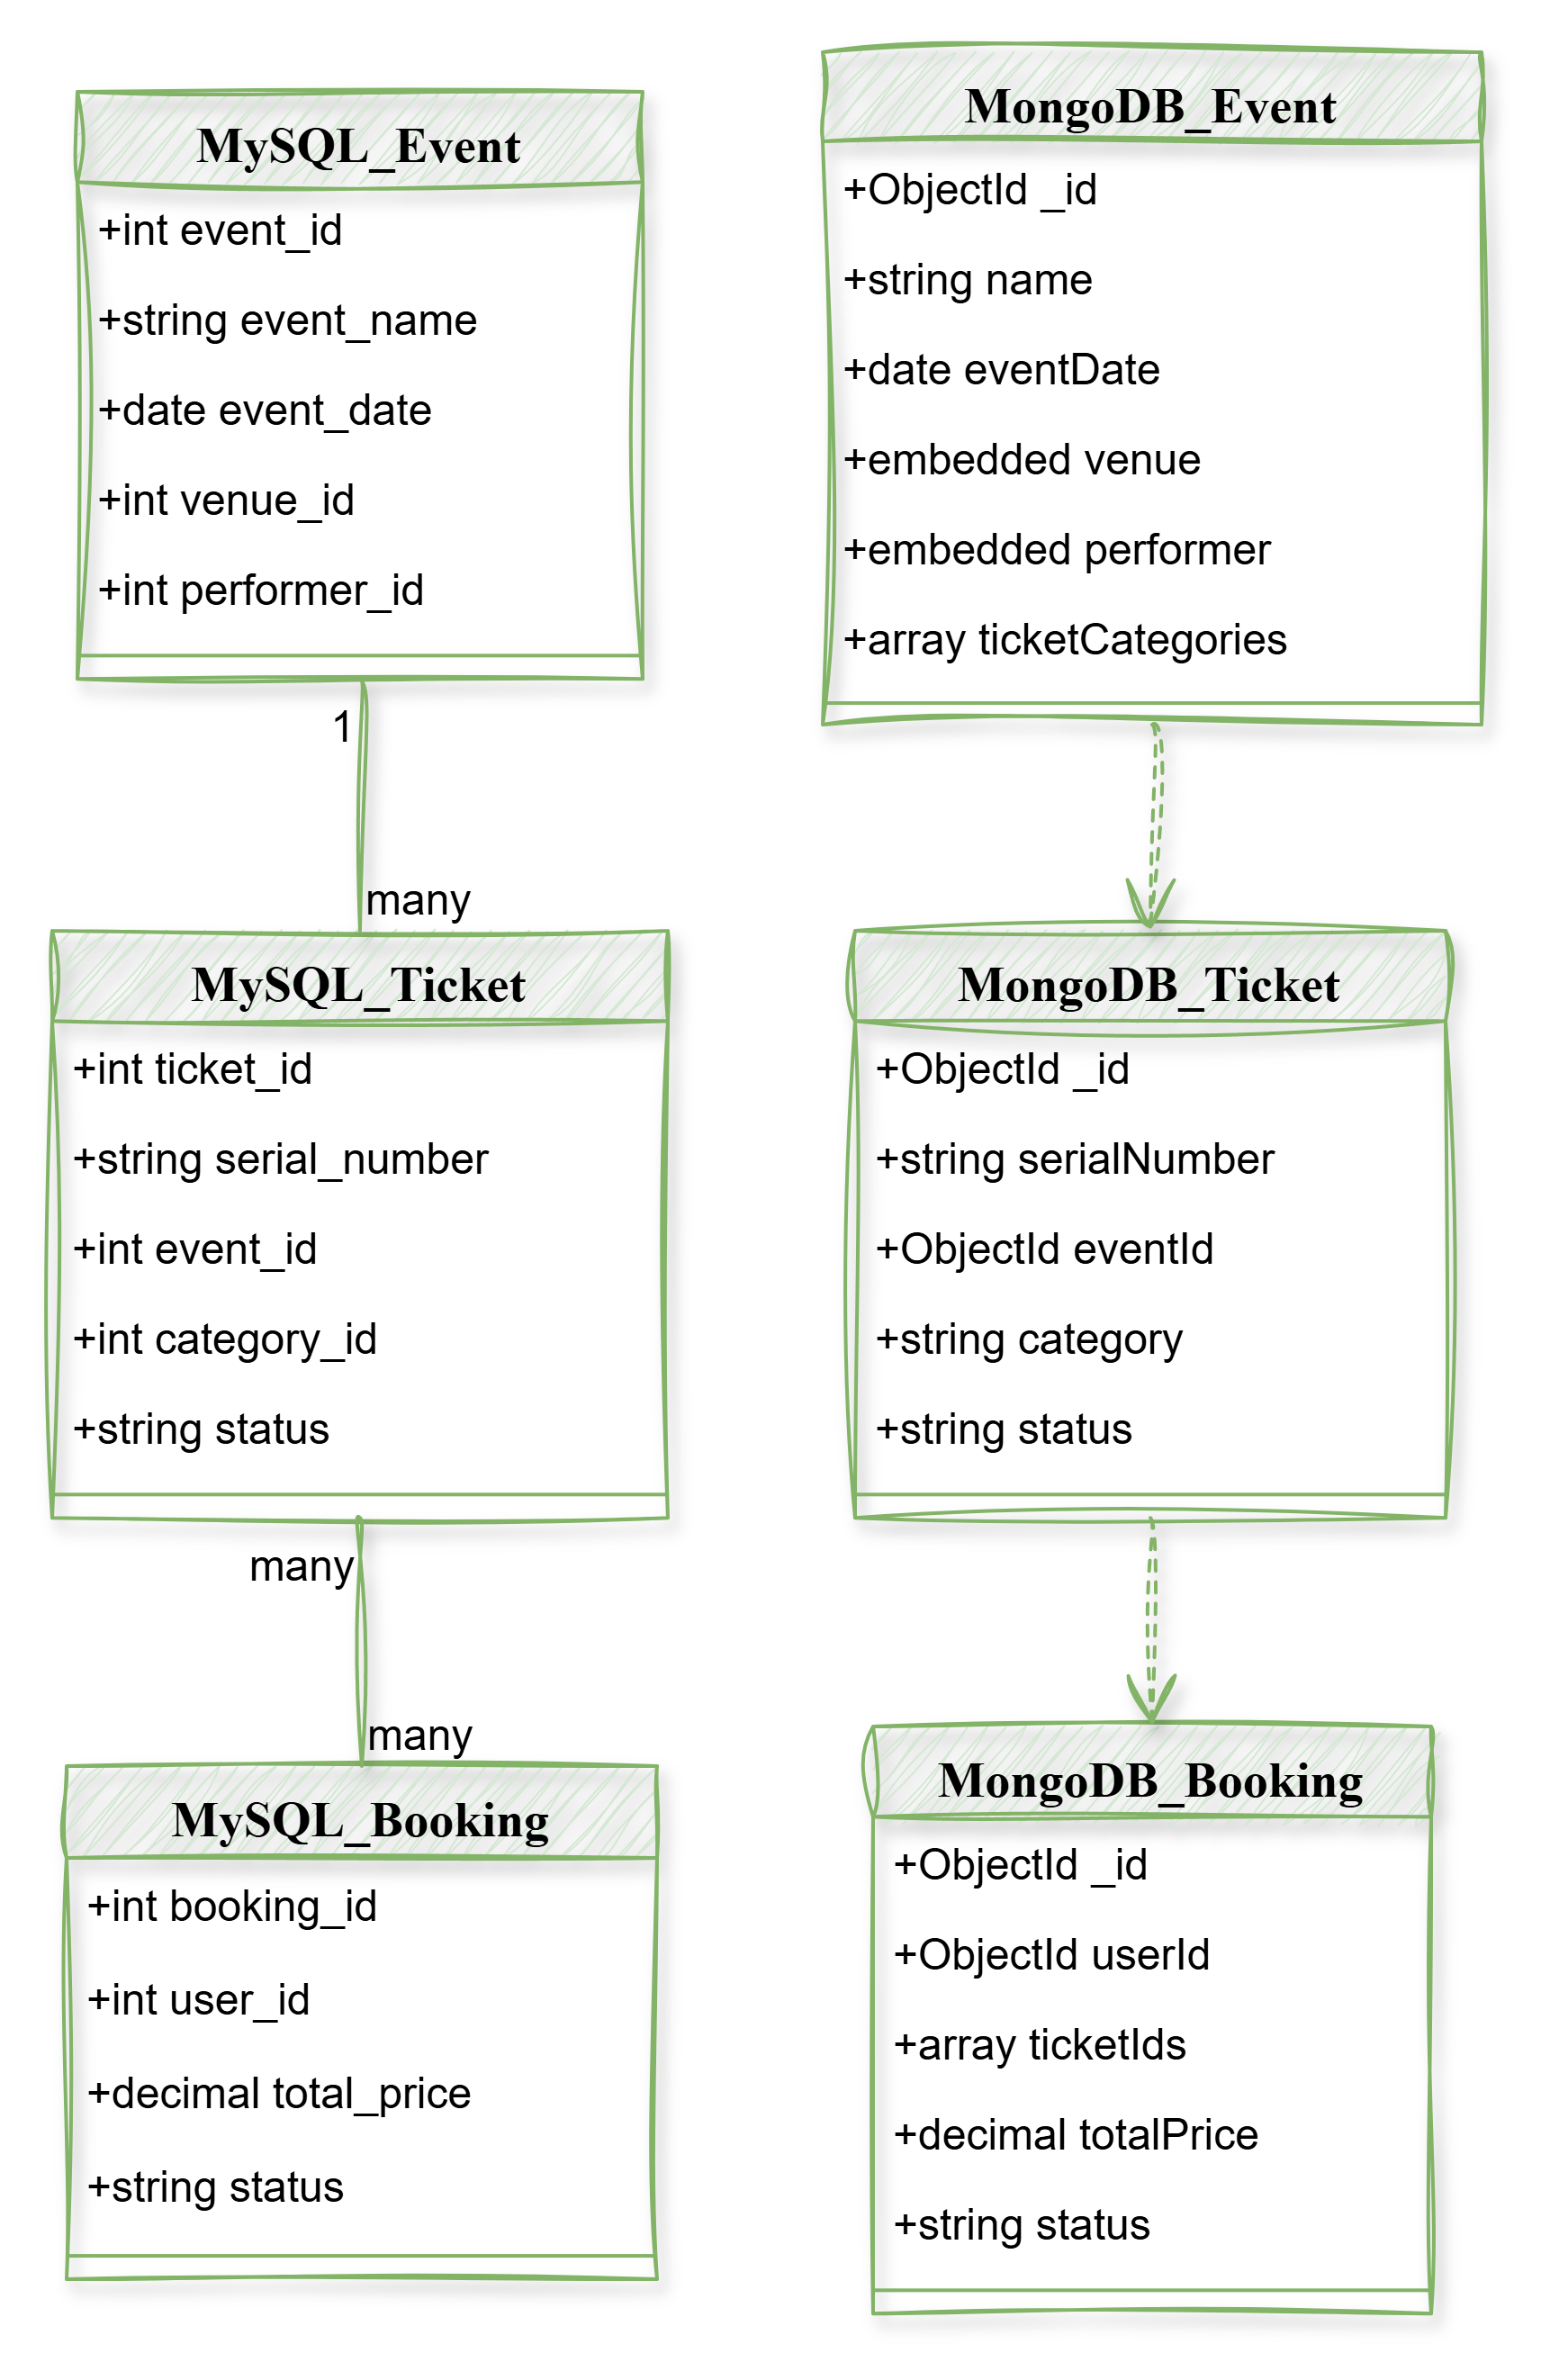 MySQL_Event
+int event_id
+string event_name
+date event_date
+int venue_id
+int performer_id
1
many
MySQL_Ticket
+int ticket_id
+string serial_number
+int event_id
+int category_id
+string status
many
many
MySQL_Booking
+int booking_id
+int user_id
+decimal total_price
+string status
MongoDB_Event
+ObjectId _id
+string name
+date eventDate
+embedded venue
+embedded performer
+array ticketCategories
MongoDB_Ticket
+ObjectId _id
+string serialNumber
+ObjectId eventId
+string category
+string status
MongoDB_Booking
+ObjectId _id
+ObjectId userId
+array ticketIds
+decimal totalPrice
+string status